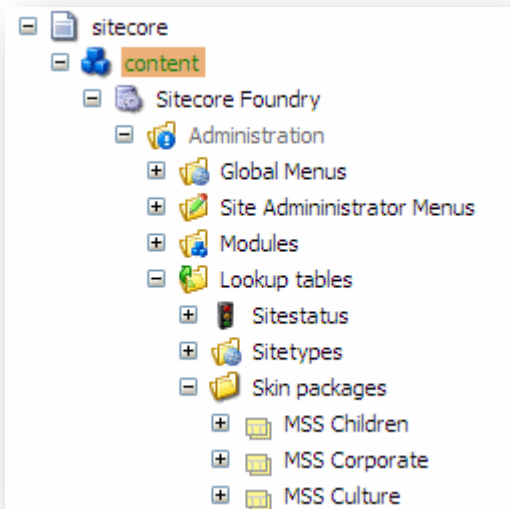 sitecore
content
Sitecore Foundry
Administration
Global Menus
Site Admininistrator Menus
Modules
Lookup tables
Sitestatus
Sitetypes
Skin packages
MSS Children
MSS Corporate
MSS Culture